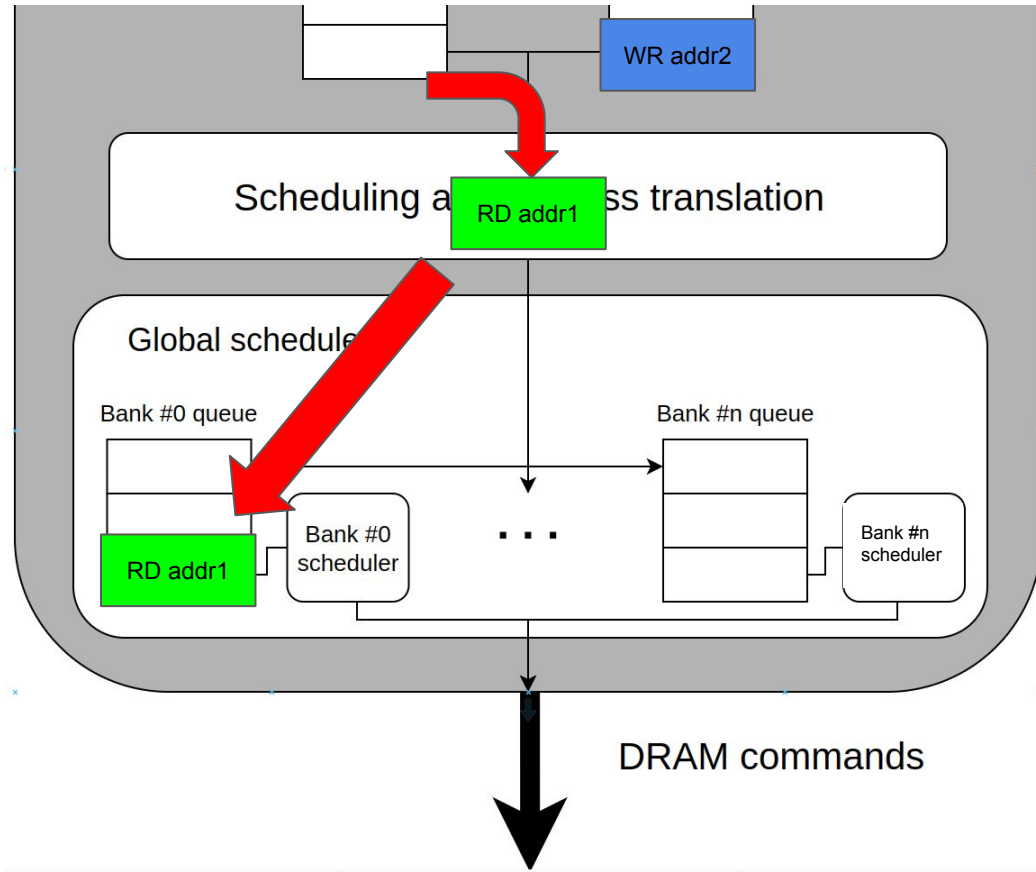 WR addr2
Scheduling a
RD addr1
ss translation
Global schedule
Bank #0 queue
Bank #n queue
Bank #0
scheduler
. . .
Bank #n
scheduler
RD addr1
DRAM commands